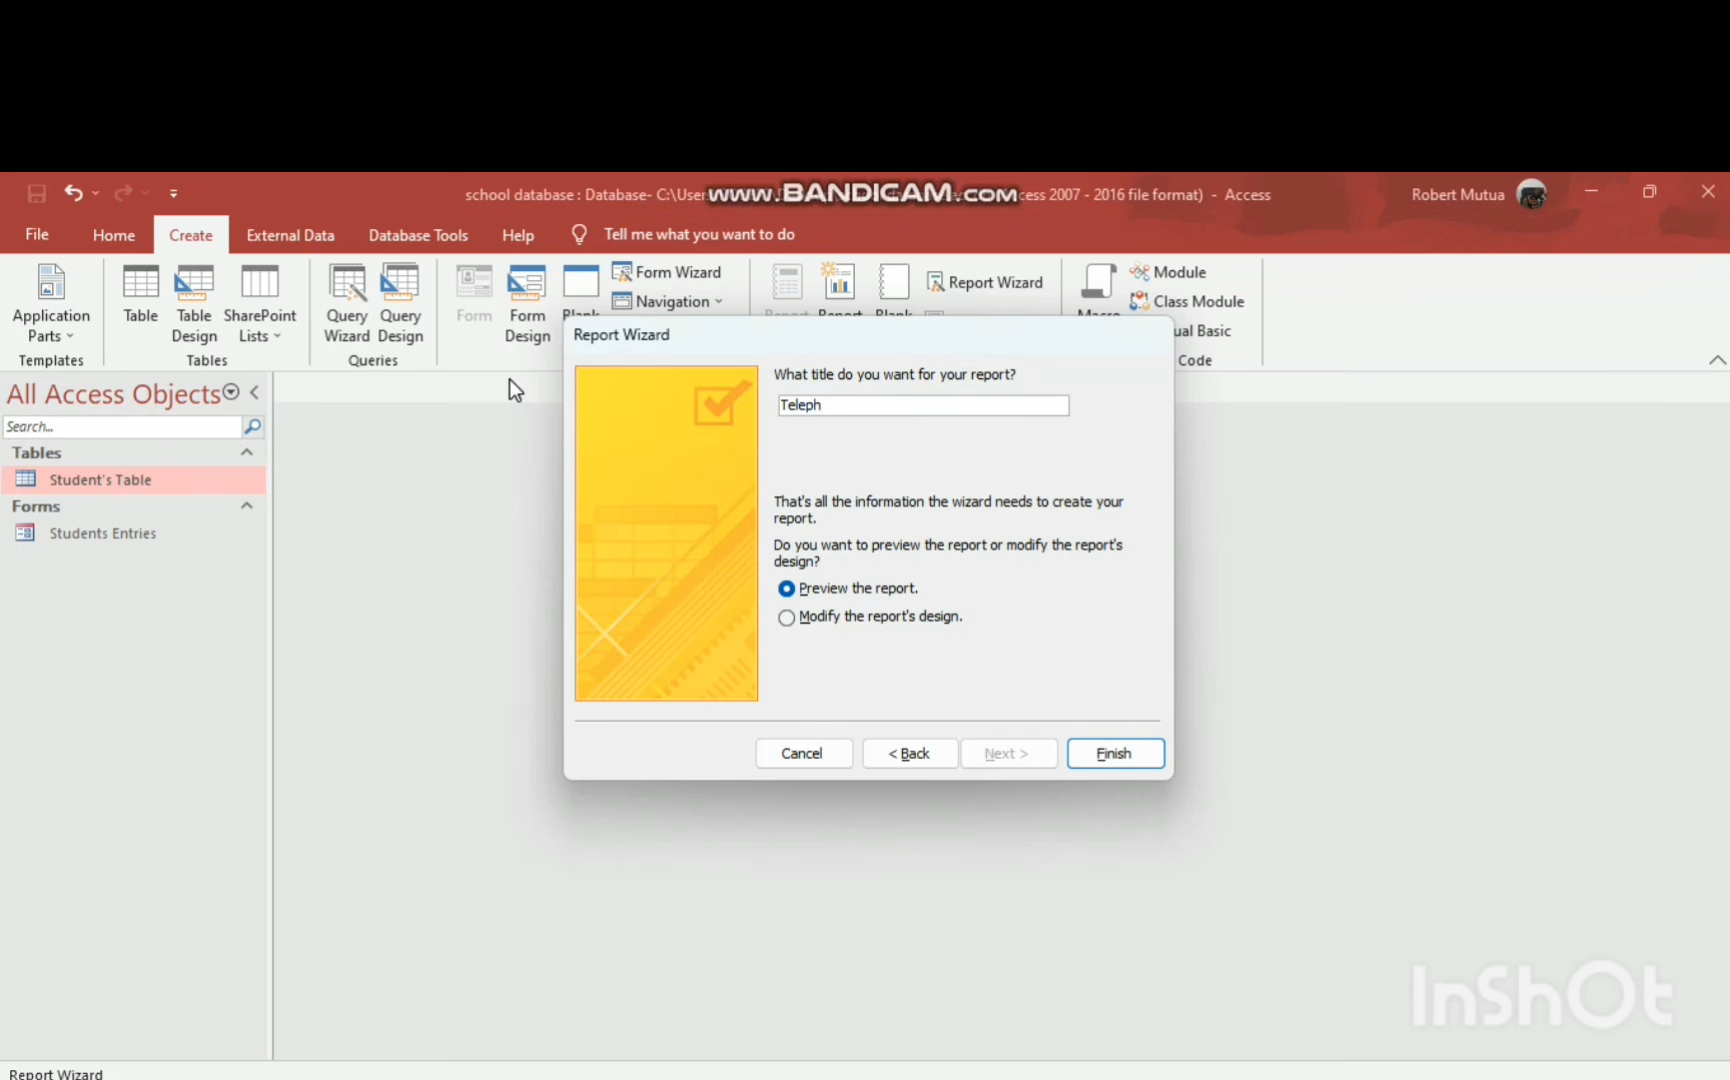 school database : Database- C:\User www.BANDICAM.com cess 2007 - 2016 file format) - Access
Robert Mutua
File Home Create External Data Database Tools Help Tell me what you want to do
Application Parts
Templates
Table
Table Design
SharePoint Lists
Tables
Query Wizard
Query Design
Queries
Form
Form Design
Blank
Form Wizard
Navigation
Report
Report
Blank
Report Wizard
Macro
Module
Class Module
ual Basic
Code
All Access Objects
Search...
Tables
Student's Table
Forms
Students Entries
Report Wizard
What title do you want for your report?
Teleph
That's all the information the wizard needs to create your
report.
Do you want to preview the report or modify the report's
design?
Preview the report.
Modify the report's design.
Cancel < Back Next > Finish
InShOt
Report Wizard